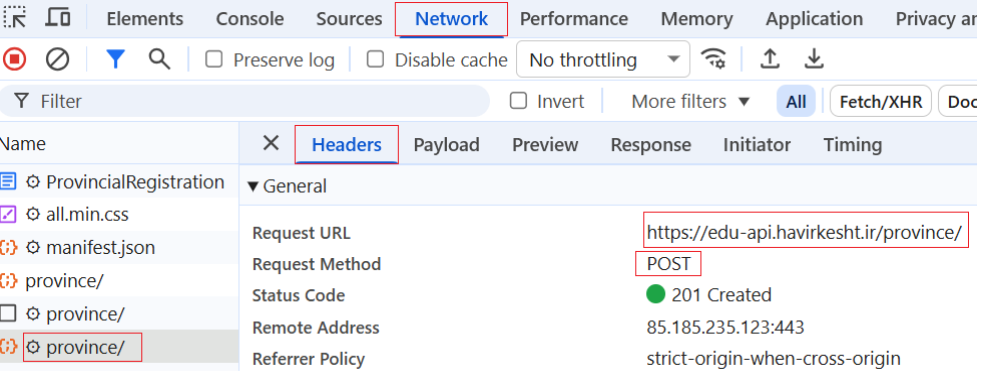 Elements Console Sources Network Performance Memory Application Privacy an
Preserve log Disable cache No throttling
Filter Invert More filters All Fetch/XHR Doc
Name Headers Payload Preview Response Initiator Timing
ProvincialRegistration General
all.min.css Request URL https://edu-api.havirkesht.ir/province/
manifest.json Request Method POST
province/ Status Code 201 Created
province/ Remote Address 85.185.235.123:443
province/ Referrer Policy strict-origin-when-cross-origin